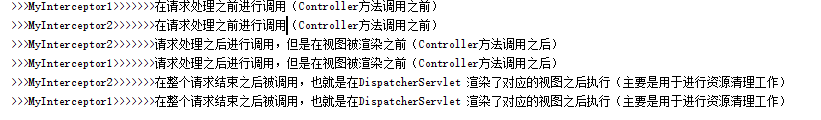 >>>MyInterceptor1>>>>>>>在请求处理之前进行调用（Controller方法调用之前）
>>>MyInterceptor2>>>>>>>在请求处理之前进行调用（Controller方法调用之前）
>>>MyInterceptor2>>>>>>>请求处理之后进行调用，但是在视图被渲染之前（Controller方法调用之后）
>>>MyInterceptor1>>>>>>>请求处理之后进行调用，但是在视图被渲染之前（Controller方法调用之后）
>>>MyInterceptor2>>>>>>>在整个请求结束之后被调用，也就是在DispatcherServlet 渲染了对应的视图之后执行（主要是用于进行资源清理工作）
>>>MyInterceptor1>>>>>>>在整个请求结束之后被调用，也就是在DispatcherServlet 渲染了对应的视图之后执行（主要是用于进行资源清理工作）